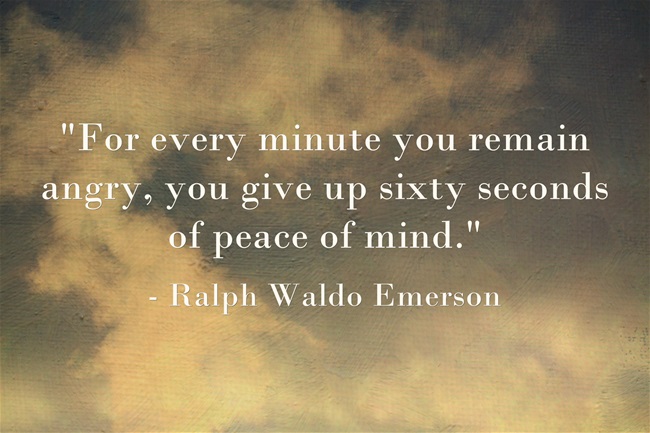 "For every minute you remain
angry, you give up sixty seconds
of peace of mind."
- Ralph Waldo Emerson